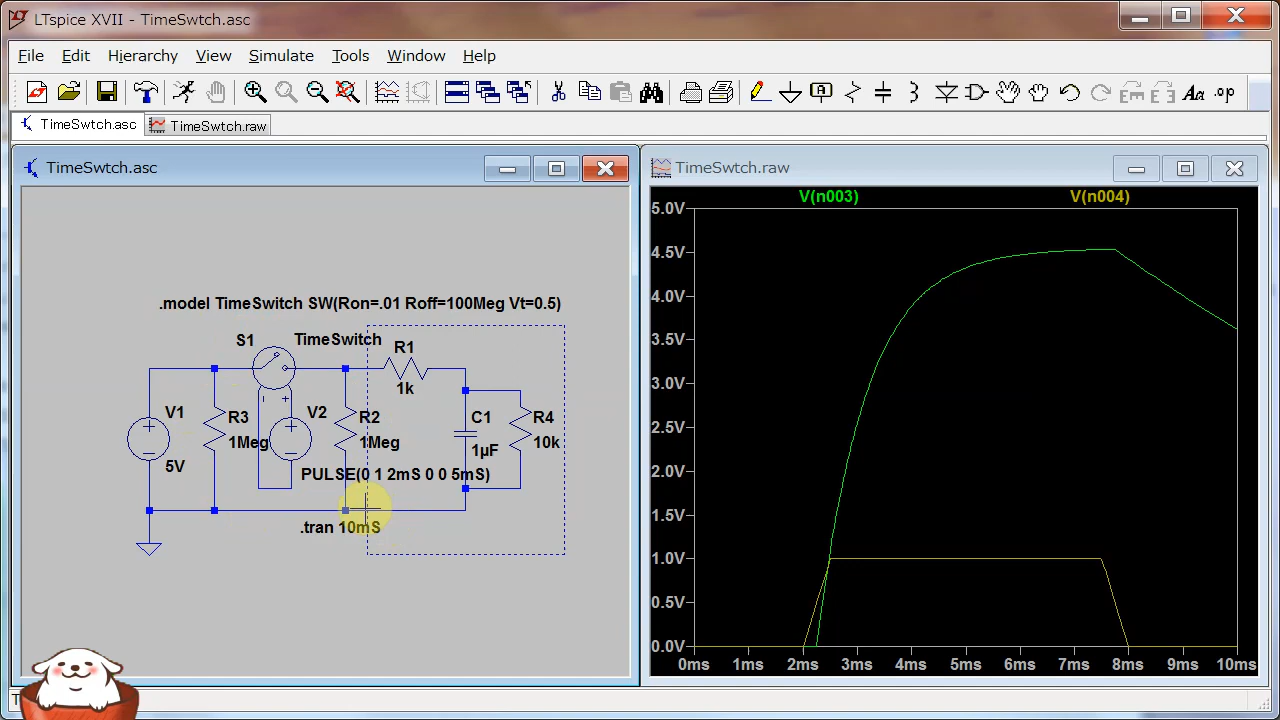 LTspice XVII - TimeSwtch.asc
File Edit Hierarchy View Simulate Tools Window Help
A Aa .op
TimeSwtch.asc TimeSwtch.raw
TimeSwtch.asc
.model TimeSwitch SW(Ron=.01 Roff=100Meg Vt=0.5)
S1 TimeSwitch R1
1k
V1 R3 V2 R2 C1 R4
1Meg 1Meg 1µF 10k
5V
PULSE(0 1 2mS 0 0 5mS)
.tran 10mS
TimeSwtch.raw
V(n003) V(n004)
5.0V
4.5V
4.0V
3.5V
3.0V
2.5V
2.0V
1.5V
1.0V
0.5V
0.0V
0ms 1ms 2ms 3ms 4ms 5ms 6ms 7ms 8ms 9ms 10ms